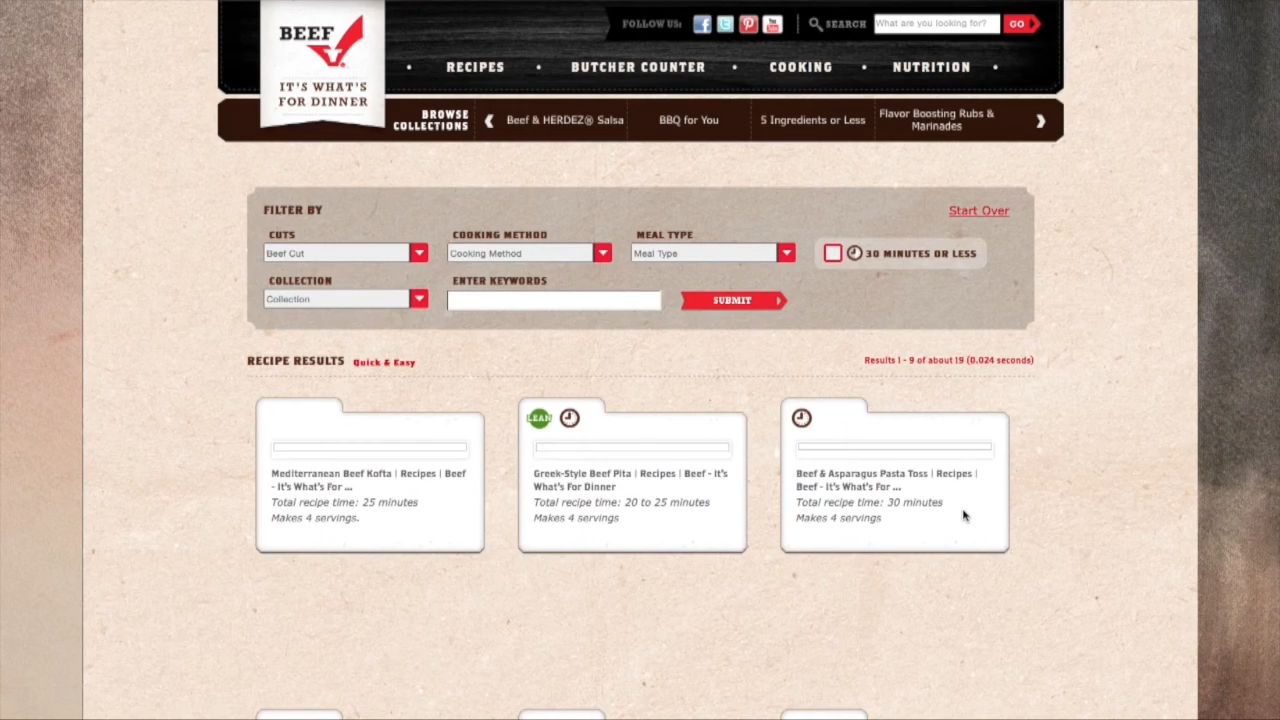 BEEF
IT'S WHAT'S
FOR DINNER
FOLLOW US:
You
Tube
SEARCH
What are you looking for?
GO
RECIPES
BUTCHER COUNTER
COOKING
NUTRITION
BROWSE
COLLECTIONS
Beef & HERDEZ® Salsa
BBQ for You
5 Ingredients or Less
Flavor Boosting Rubs &
Marinades
FILTER BY
Start Over
CUTS
COOKING METHOD
MEAL TYPE
Beef Cut
Cooking Method
Meal Type
30 MINUTES OR LESS
COLLECTION
ENTER KEYWORDS
Collection
SUBMIT
RECIPE RESULTS Quick & Easy
Results 1 - 9 of about 19 (0.024 seconds)
Mediterranean Beef Kofta | Recipes | Beef
- It's What's For ...
Total recipe time: 25 minutes
Makes 4 servings.
LEAN
Greek-Style Beef Pita | Recipes | Beef - It's
What's For Dinner
Total recipe time: 20 to 25 minutes
Makes 4 servings
Beef & Asparagus Pasta Toss | Recipes |
Beef - It's What's For ...
Total recipe time: 30 minutes
Makes 4 servings